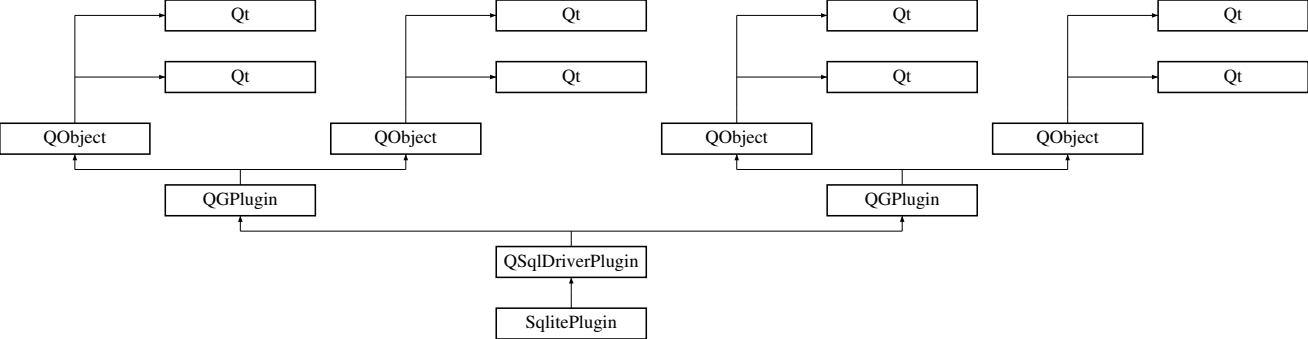 Qt
Qt
Qt
Qt
Qt
Qt
Qt
Qt
QObject
QObject
QObject
QObject
QGPlugin
QGPlugin
QSqlDriverPlugin
SqlitePlugin